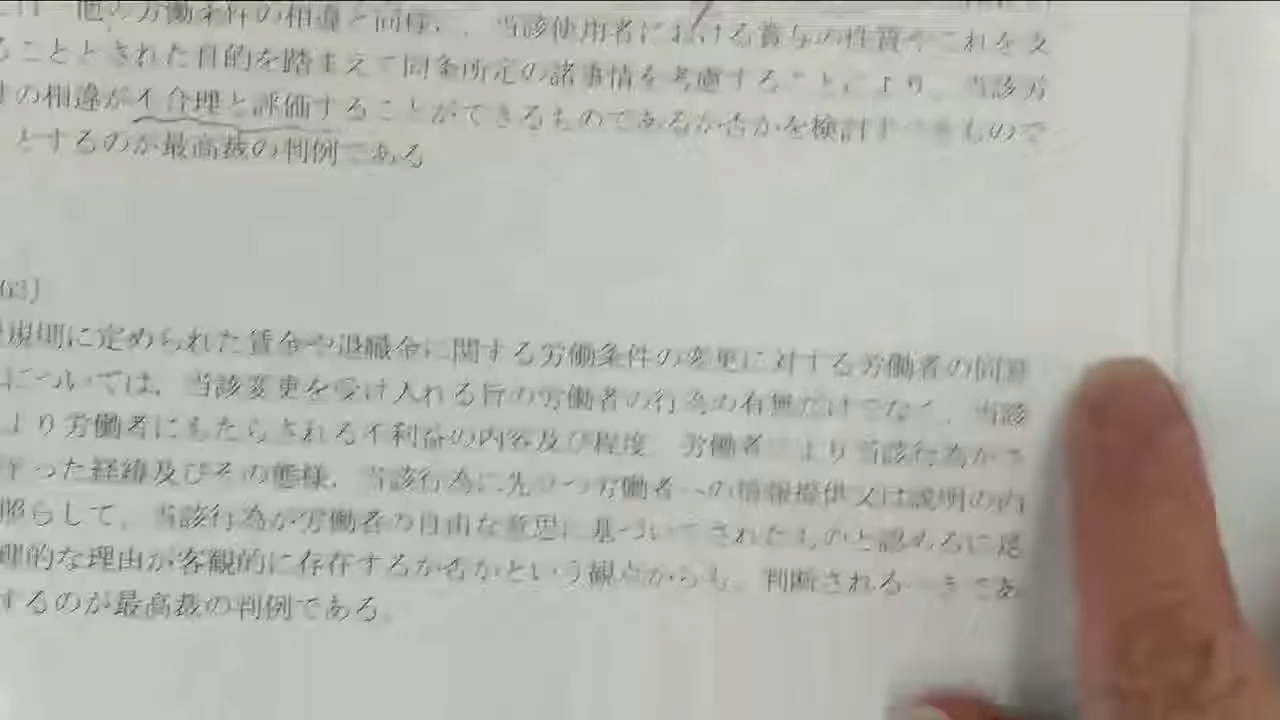 他の労働条件の相違と同様に、当該使用者における賞与の性質やこれを支
ることとされた目的を踏まえて同条所定の諸事情を考慮することにより、当該労
の相違が不合理と評価することができるものであるか否かを検討すべきもので
とするのが最高裁の判例である
63]
規則に定められた賃金や退職金に関する労働条件の変更に対する労働者の同意
については、当該変更を受け入れる旨の労働者の行為の有無だけでなく、当該
より労働者にもたらされる不利益の内容及び程度、労働者により当該行為がさ
至った経緯及びその態様、当該行為に先立つ労働者への情報提供又は説明の内
照らして、当該行為が労働者の自由な意思に基づいてされたものと認めるに足
理的な理由が客観的に存在するか否かという観点からも、判断されるべきであ
するのが最高裁の判例である。